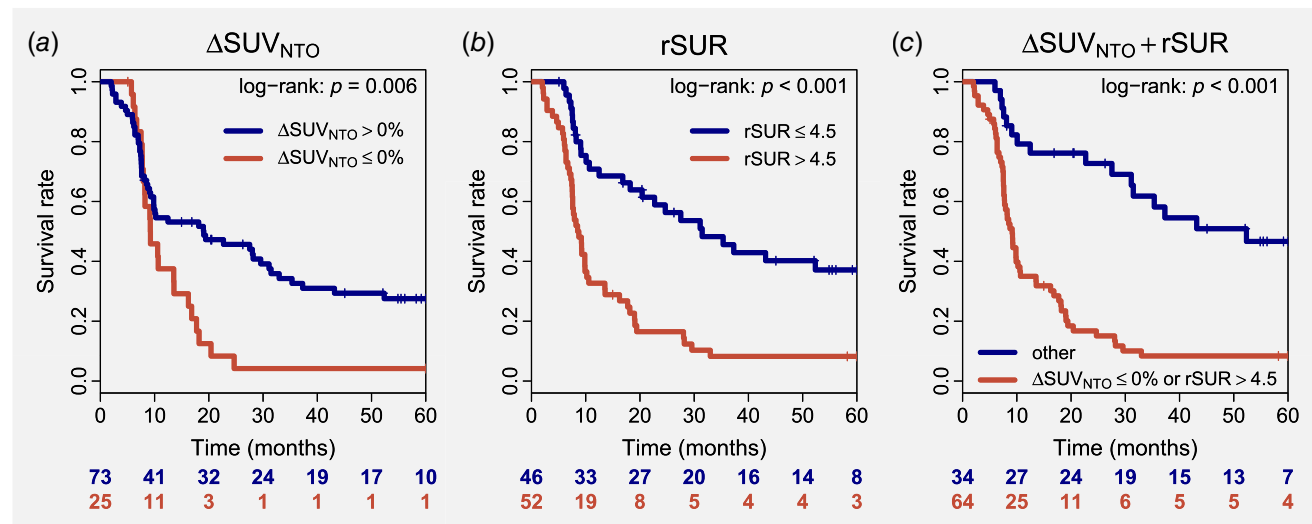 (a) ΔSUV_NTO
log−rank: p = 0.006
ΔSUV_NTO > 0%
ΔSUV_NTO ≤ 0%
Survival rate
0.0 0.2 0.4 0.6 0.8 1.0
0 10 20 30 40 50 60
Time (months)
73 41 32 24 19 17 10
25 11 3 1 1 1 1
(b) rSUR
log−rank: p < 0.001
rSUR ≤ 4.5
rSUR > 4.5
Survival rate
0.0 0.2 0.4 0.6 0.8 1.0
0 10 20 30 40 50 60
Time (months)
46 33 27 20 16 14 8
52 19 8 5 4 4 3
(c) ΔSUV_NTO + rSUR
log−rank: p < 0.001
Survival rate
0.0 0.2 0.4 0.6 0.8 1.0
other
ΔSUV_NTO ≤ 0% or rSUR > 4.5
0 10 20 30 40 50 60
Time (months)
34 27 24 19 15 13 7
64 25 11 6 5 5 4